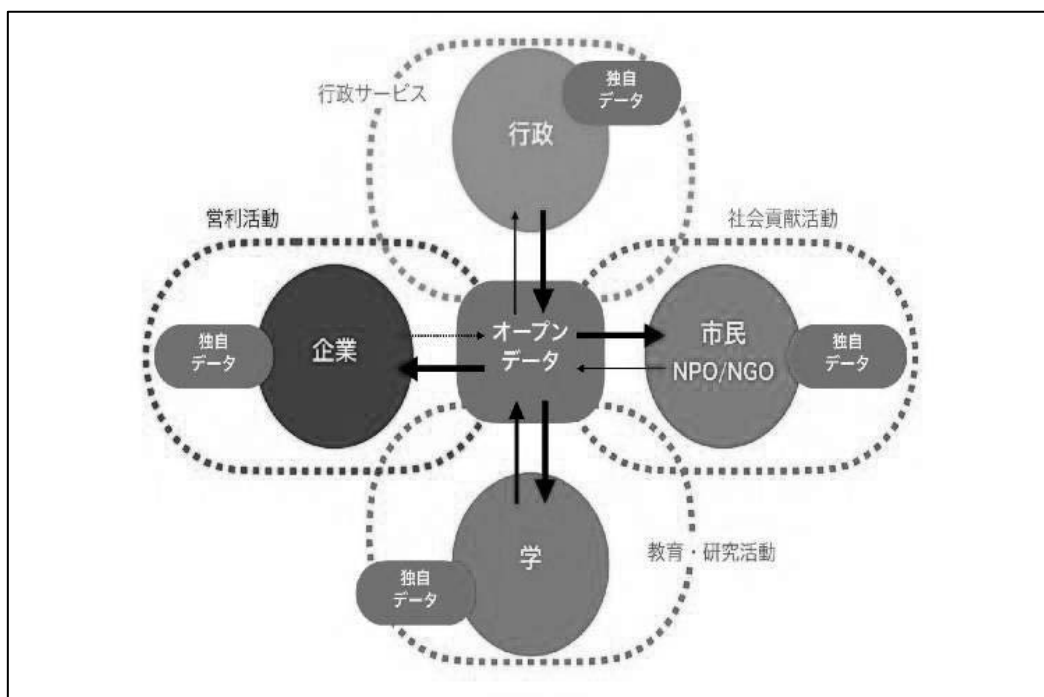 行政サービス
独自
データ
行政
営利活動
社会貢献活動
独自
データ
企業
オープン
データ
市民
NPO/NGO
独自
データ
学
教育・研究活動
独自
データ